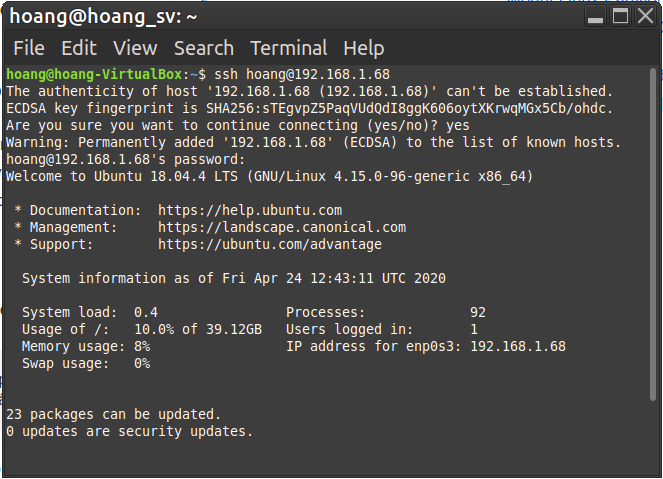 hoang@hoang_sv: ~
File Edit View Search Terminal Help
hoang@hoang-VirtualBox:~$ ssh hoang@192.168.1.68
The authenticity of host '192.168.1.68 (192.168.1.68)' can't be established.
ECDSA key fingerprint is SHA256:sTEgvpZ5PaqVUdQdI8ggK606oytXKrwqMGx5Cb/ohdc.
Are you sure you want to continue connecting (yes/no)? yes
Warning: Permanently added '192.168.1.68' (ECDSA) to the list of known hosts.
hoang@192.168.1.68's password:
Welcome to Ubuntu 18.04.4 LTS (GNU/Linux 4.15.0-96-generic x86_64)
* Documentation: https://help.ubuntu.com
* Management: https://landscape.canonical.com
* Support: https://ubuntu.com/advantage
System information as of Fri Apr 24 12:43:11 UTC 2020
System load: 0.4 Processes: 92
Usage of /: 10.0% of 39.12GB Users logged in: 1
Memory usage: 8% IP address for enp0s3: 192.168.1.68
Swap usage: 0%
23 packages can be updated.
0 updates are security updates.